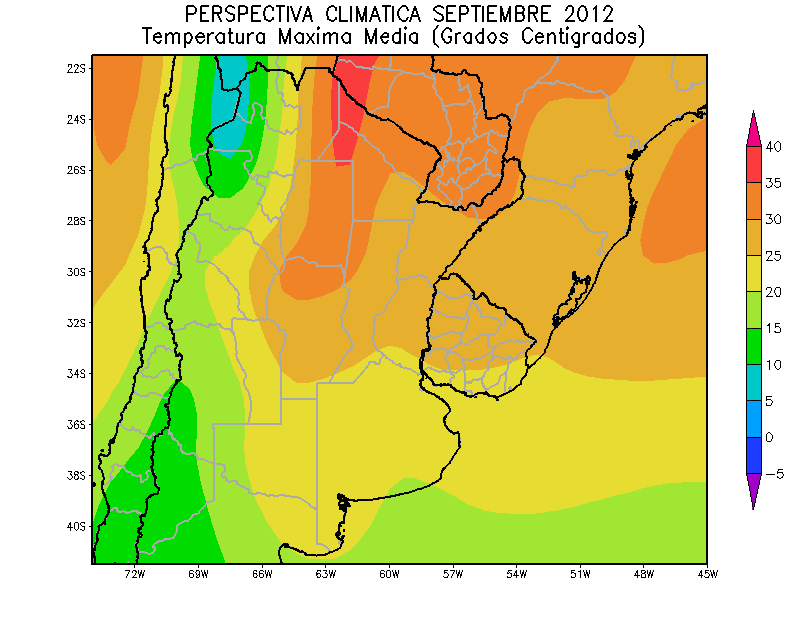 PERSPECTIVA CLIMATICA SEPTIEMBRE 2012
Temperatura Maxima Media (Grados Centigrados)
22S
24S
26S
28S
30S
32S
34S
36S
38S
40S
72W 69W 66W 63W 60W 57W 54W 51W 48W 45W
40
35
30
25
20
15
10
5
0
−5